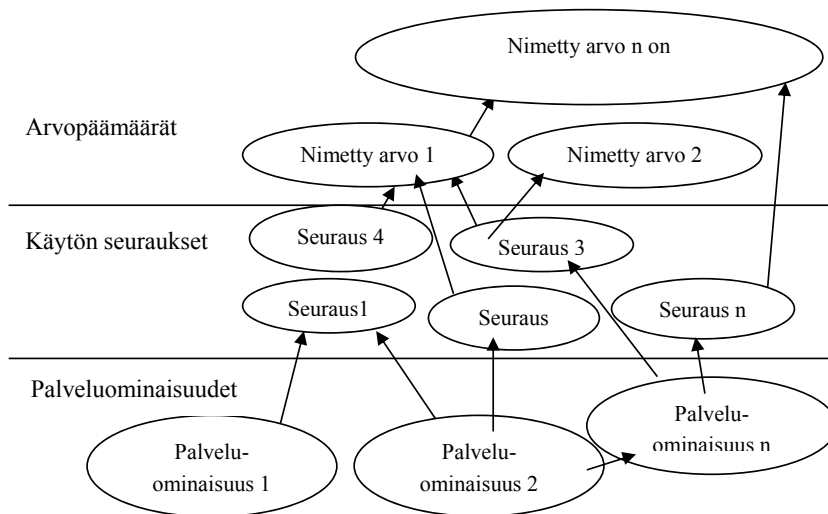 Nimetty arvo n on
Arvopäämäärät
Nimetty arvo 1
Nimetty arvo 2
Käytön seuraukset
Seuraus 4
Seuraus 3
Seuraus1
Seuraus
Seuraus n
Palveluominaisuudet
Palvelu-
ominaisuus 1
Palvelu-
ominaisuus 2
Palvelu-
ominaisuus n